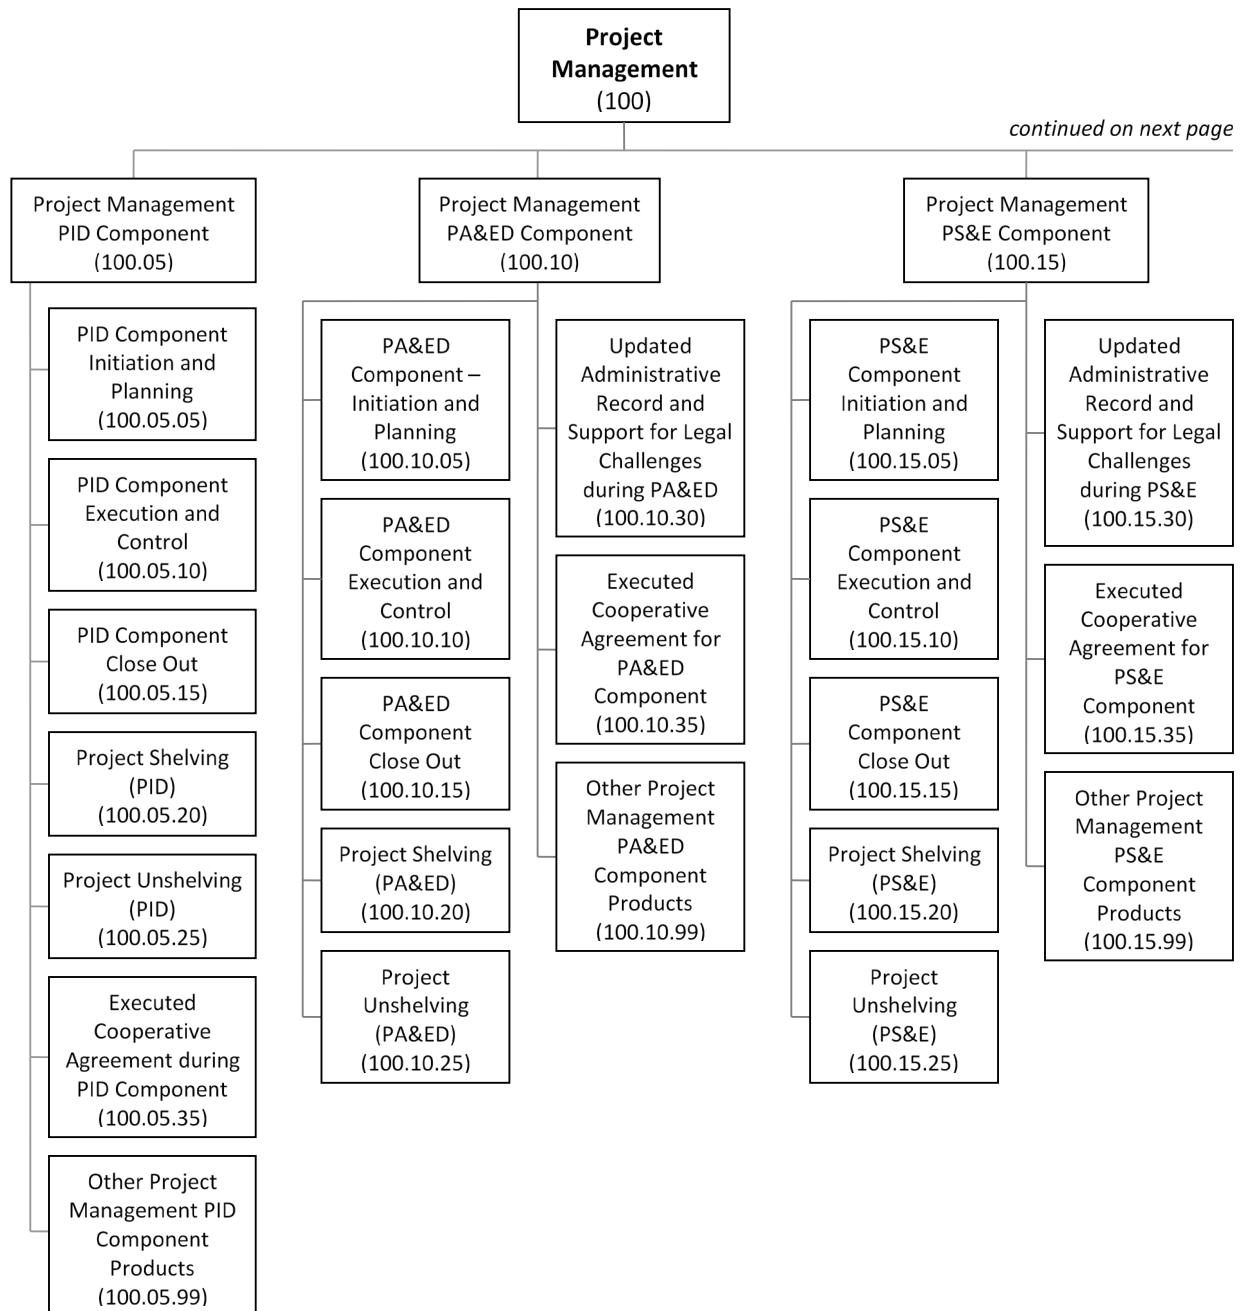 Project
Management
(100)
continued on next page
Project Management
PID Component
(100.05)
PID Component
Initiation and
Planning
(100.05.05)
PID Component
Execution and
Control
(100.05.10)
PID Component
Close Out
(100.05.15)
Project Shelving
(PID)
(100.05.20)
Project Unshelving
(PID)
(100.05.25)
Executed
Cooperative
Agreement during
PID Component
(100.05.35)
Other Project
Management PID
Component
Products
(100.05.99)
Project Management
PA&ED Component
(100.10)
PA&ED
Component –
Initiation and
Planning
(100.10.05)
PA&ED
Component
Execution and
Control
(100.10.10)
PA&ED
Component
Close Out
(100.10.15)
Project Shelving
(PA&ED)
(100.10.20)
Project
Unshelving
(PA&ED)
(100.10.25)
Updated
Administrative
Record and
Support for Legal
Challenges
during PA&ED
(100.10.30)
Executed
Cooperative
Agreement for
PA&ED
Component
(100.10.35)
Other Project
Management
PA&ED
Component
Products
(100.10.99)
Project Management
PS&E Component
(100.15)
PS&E
Component
Initiation and
Planning
(100.15.05)
PS&E
Component
Execution and
Control
(100.15.10)
PS&E
Component
Close Out
(100.15.15)
Project Shelving
(PS&E)
(100.15.20)
Project
Unshelving
(PS&E)
(100.15.25)
Updated
Administrative
Record and
Support for Legal
Challenges
during PS&E
(100.15.30)
Executed
Cooperative
Agreement for
PS&E
Component
(100.15.35)
Other Project
Management
PS&E
Component
Products
(100.15.99)